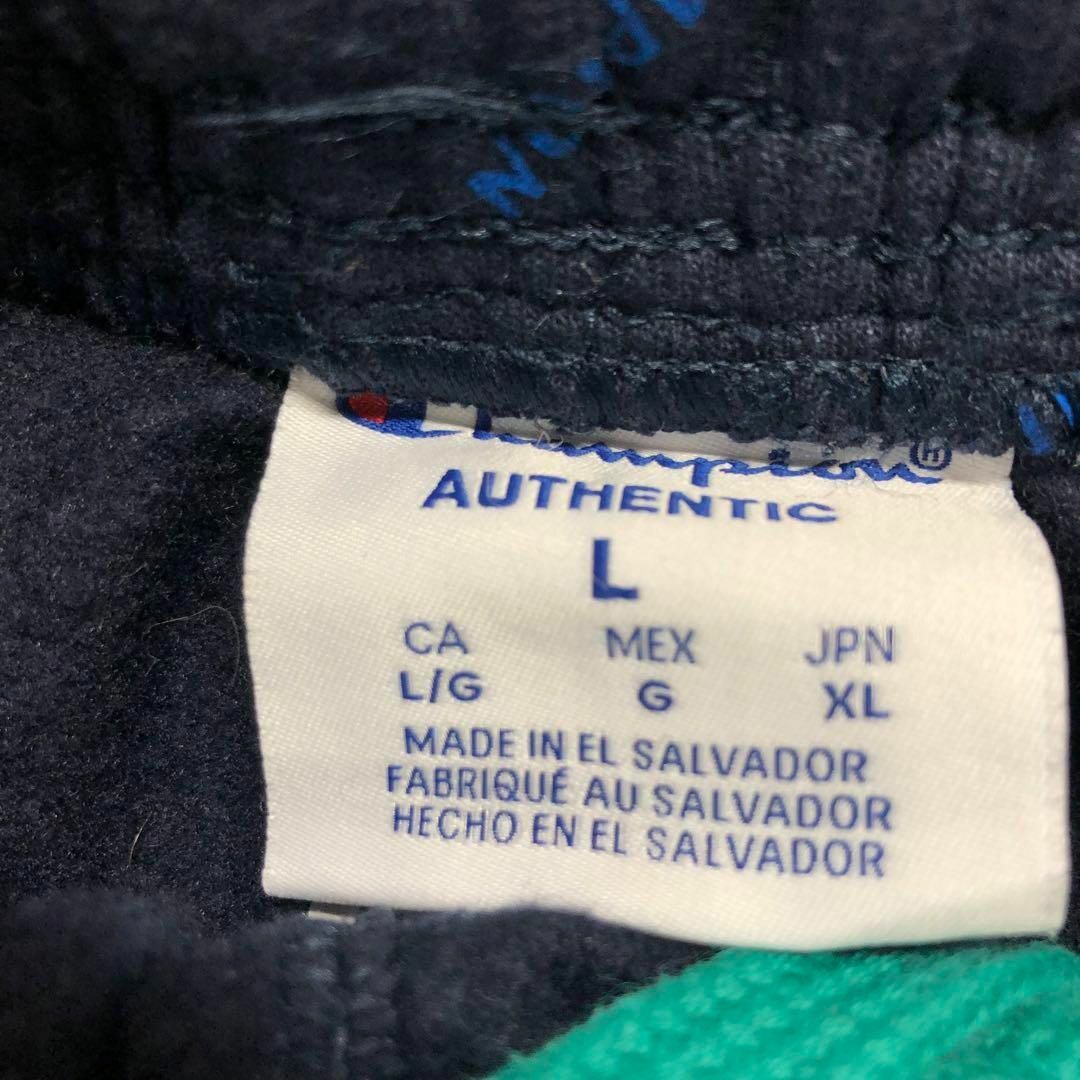 Champion®
AUTHENTIC
L
CA MEX JPN
L/G G XL
MADE IN EL SALVADOR
FABRIQUÉ AU SALVADOR
HECHO EN EL SALVADOR